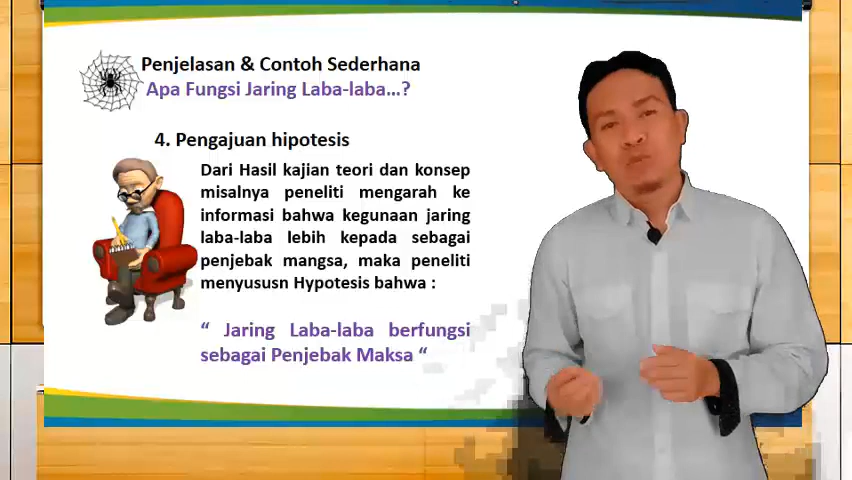 Penjelasan & Contoh Sederhana
Apa Fungsi Jaring Laba-laba...?
4. Pengajuan hipotesis
Dari Hasil kajian teori dan konsep
misalnya peneliti mengarah ke
informasi bahwa kegunaan jaring
laba-laba lebih kepada sebagai
penjebak mangsa, maka peneliti
menyususn Hypotesis bahwa :
“ Jaring Laba-laba berfungsi
sebagai Penjebak Maksa “